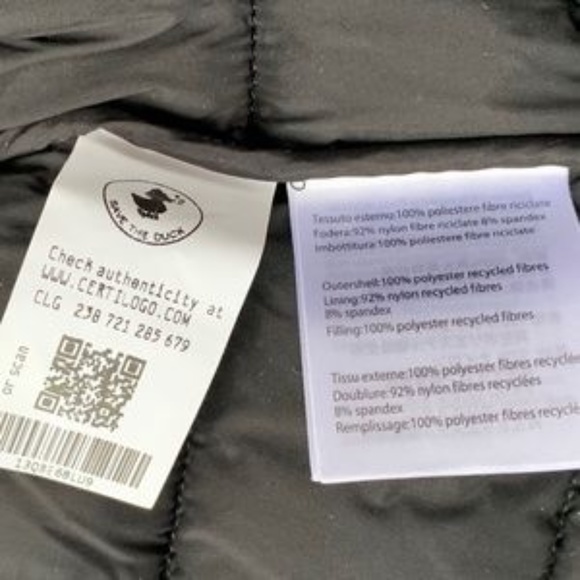 SAVE THE DUCK
Check authenticity at
WWW.CERTILOGO.COM
CLG 238 721 285 679
or scan
Tessuto esterno:100% poliestere fibre riciclate
Fodera:92% nylon fibre riciclate 8% spandex
Imbottitura:100% poliestere fibre riciclate
Outershell:100% polyester recycled fibres
Lining:92% nylon recycled fibres
8% spandex
Filling:100% polyester recycled fibres
Tissu externe:100% polyester fibres recyclées
Doublure:92% nylon fibres recyclées
8% spandex
Remplissage:100% polyester fibres recyclé